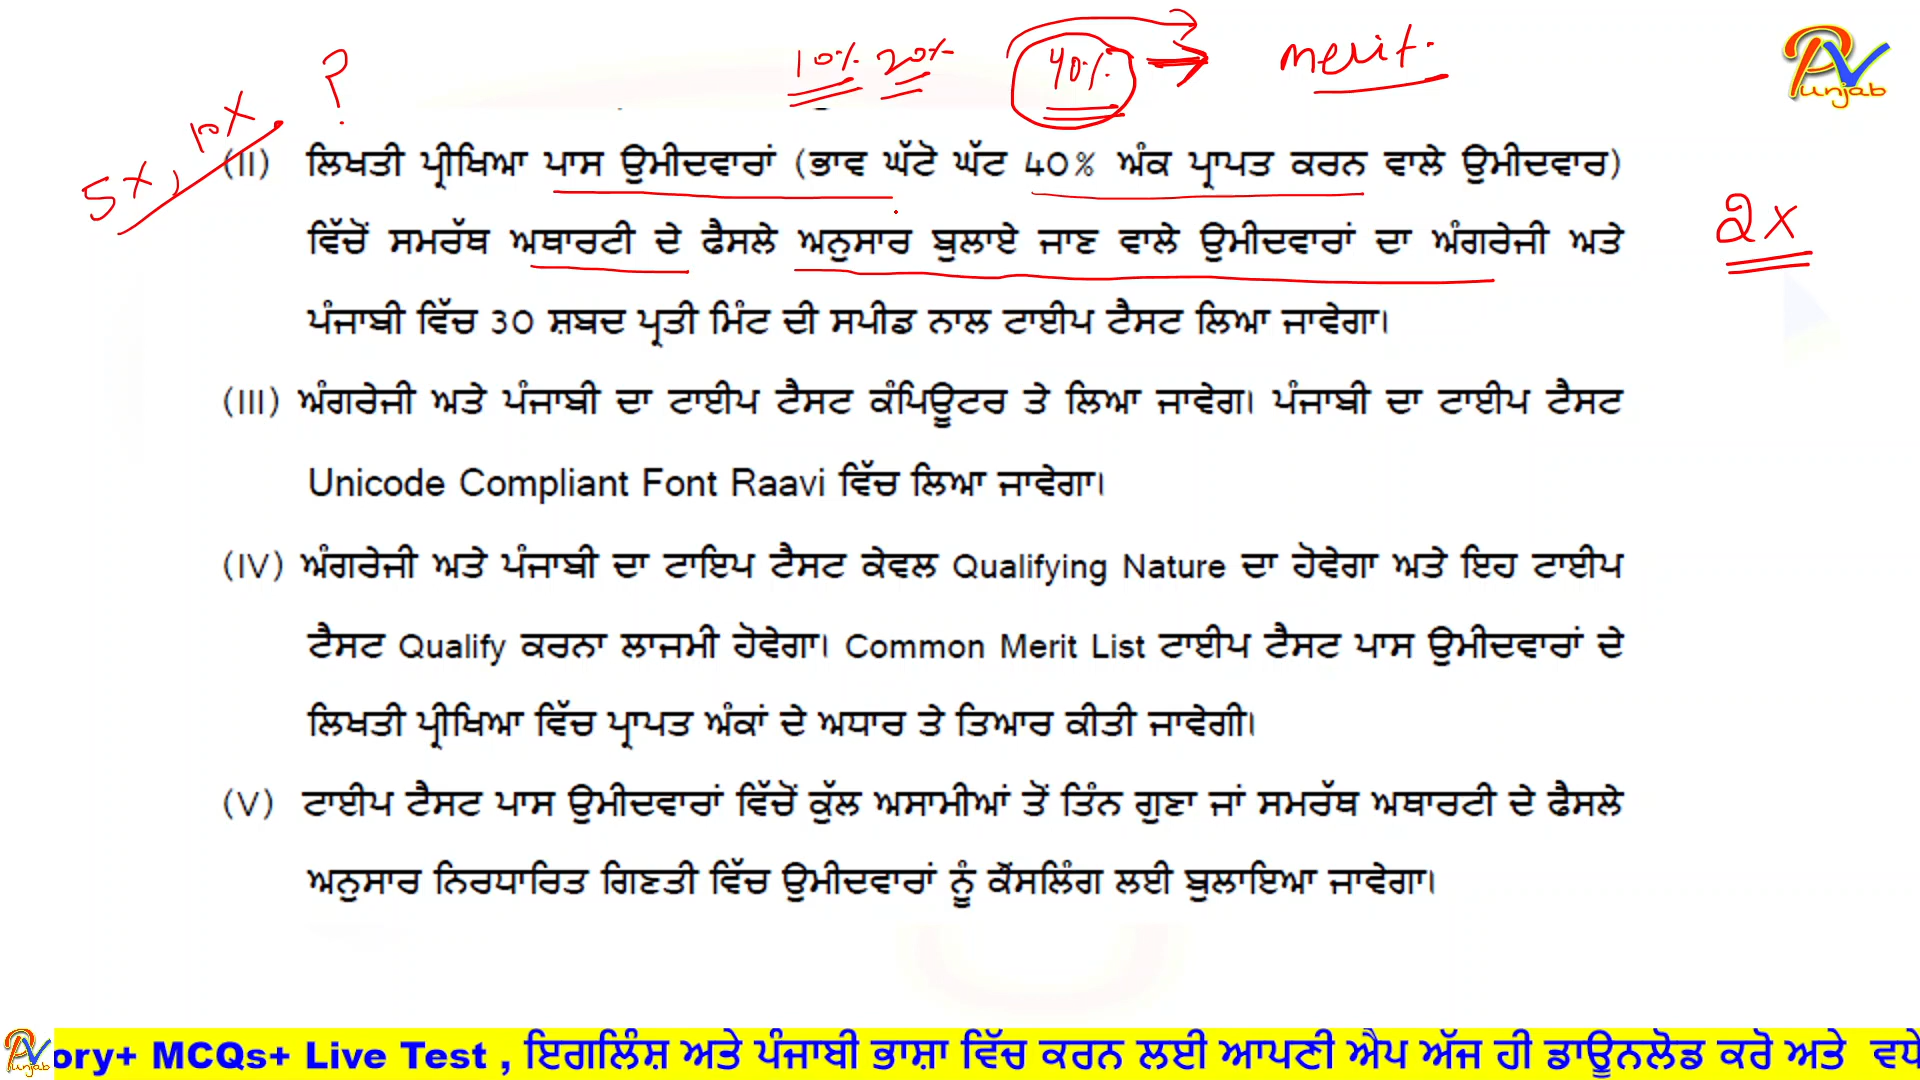 10% 20% 40% → merit.
5x, 10x ?
(II) ਲਿਖਤੀ ਪ੍ਰੀਖਿਆ ਪਾਸ ਉਮੀਦਵਾਰਾਂ (ਭਾਵ ਘੱਟੋ ਘੱਟ 40% ਅੰਕ ਪ੍ਰਾਪਤ ਕਰਨ ਵਾਲੇ ਉਮੀਦਵਾਰ)
ਵਿੱਚੋਂ ਸਮਰੱਥ ਅਥਾਰਟੀ ਦੇ ਫੈਸਲੇ ਅਨੁਸਾਰ ਬੁਲਾਏ ਜਾਣ ਵਾਲੇ ਉਮੀਦਵਾਰਾਂ ਦਾ ਅੰਗਰੇਜੀ ਅਤੇ
2x
ਪੰਜਾਬੀ ਵਿੱਚ 30 ਸ਼ਬਦ ਪ੍ਰਤੀ ਮਿੰਟ ਦੀ ਸਪੀਡ ਨਾਲ ਟਾਈਪ ਟੈਸਟ ਲਿਆ ਜਾਵੇਗਾ।
(III) ਅੰਗਰੇਜੀ ਅਤੇ ਪੰਜਾਬੀ ਦਾ ਟਾਈਪ ਟੈਸਟ ਕੰਪਿਊਟਰ ਤੇ ਲਿਆ ਜਾਵੇਗ। ਪੰਜਾਬੀ ਦਾ ਟਾਈਪ ਟੈਸਟ
Unicode Compliant Font Raavi ਵਿੱਚ ਲਿਆ ਜਾਵੇਗਾ।
(IV) ਅੰਗਰੇਜੀ ਅਤੇ ਪੰਜਾਬੀ ਦਾ ਟਾਇਪ ਟੈਸਟ ਕੇਵਲ Qualifying Nature ਦਾ ਹੋਵੇਗਾ ਅਤੇ ਇਹ ਟਾਈਪ
ਟੈਸਟ Qualify ਕਰਨਾ ਲਾਜਮੀ ਹੋਵੇਗਾ। Common Merit List ਟਾਈਪ ਟੈਸਟ ਪਾਸ ਉਮੀਦਵਾਰਾਂ ਦੇ
ਲਿਖਤੀ ਪ੍ਰੀਖਿਆ ਵਿੱਚ ਪ੍ਰਾਪਤ ਅੰਕਾਂ ਦੇ ਅਧਾਰ ਤੇ ਤਿਆਰ ਕੀਤੀ ਜਾਵੇਗੀ।
(V) ਟਾਈਪ ਟੈਸਟ ਪਾਸ ਉਮੀਦਵਾਰਾਂ ਵਿੱਚੋਂ ਕੁੱਲ ਅਸਾਮੀਆਂ ਤੋਂ ਤਿੰਨ ਗੁਣਾ ਜਾਂ ਸਮਰੱਥ ਅਥਾਰਟੀ ਦੇ ਫੈਸਲੇ
ਅਨੁਸਾਰ ਨਿਰਧਾਰਿਤ ਗਿਣਤੀ ਵਿੱਚ ਉਮੀਦਵਾਰਾਂ ਨੂੰ ਕੌਂਸਲਿੰਗ ਲਈ ਬੁਲਾਇਆ ਜਾਵੇਗਾ।
PV Punjab
PV Punjab
ory+ MCQs+ Live Test , ਇਗਲਿੰਸ਼ ਅਤੇ ਪੰਜਾਬੀ ਭਾਸ਼ਾ ਵਿੱਚ ਕਰਨ ਲਈ ਆਪਣੀ ਐਪ ਅੱਜ ਹੀ ਡਾਊਨਲੋਡ ਕਰੋ ਅਤੇ ਵਧੇ